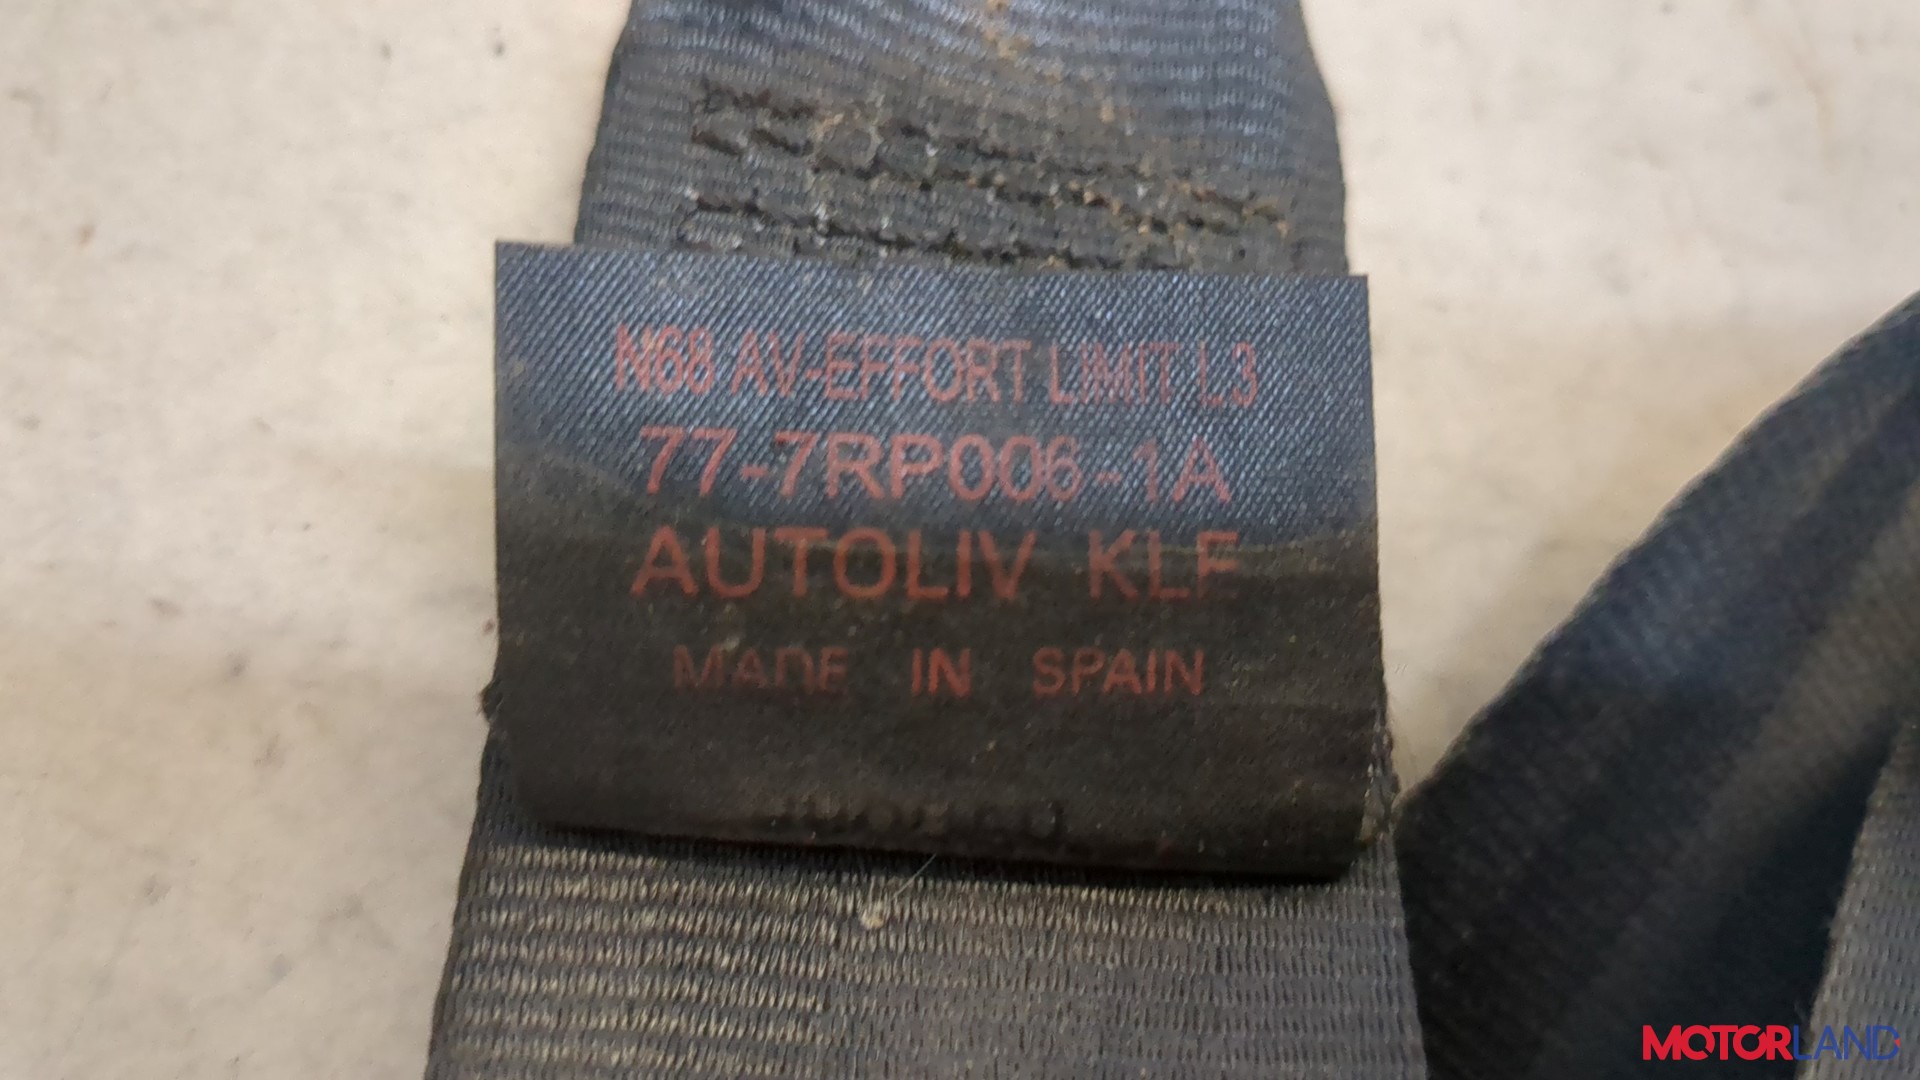 N68 AV-EFFORT LIMIT L3
77-7RP006-1A
AUTOLIV KLE
MADE IN SPAIN
MOTORLAND